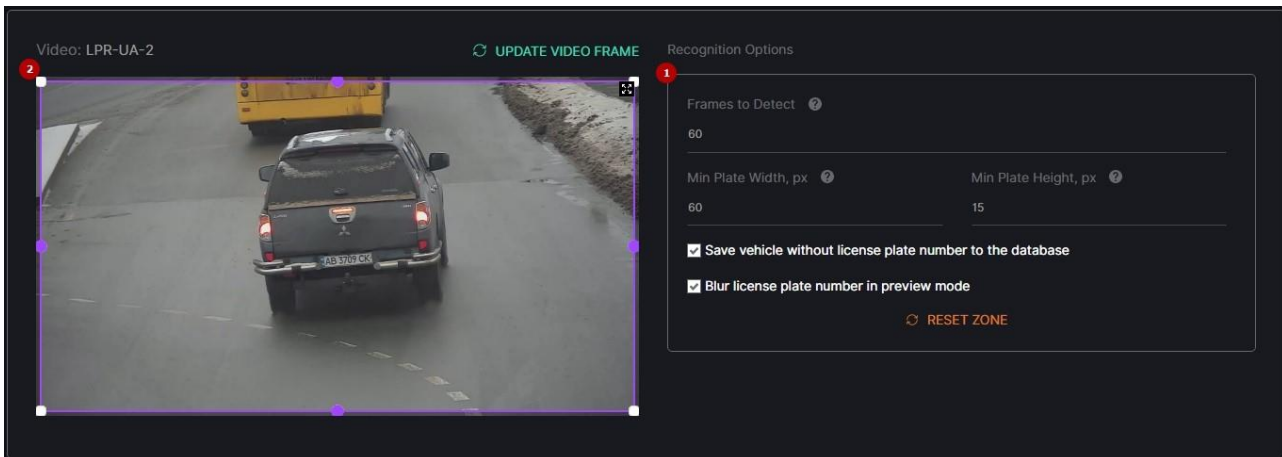 Video: LPR-UA-2
UPDATE VIDEO FRAME
2
AB 3709 CK
Recognition Options
1
Frames to Detect ?
60
Min Plate Width, px ?
Min Plate Height, px ?
60
15
Save vehicle without license plate number to the database
Blur license plate number in preview mode
RESET ZONE